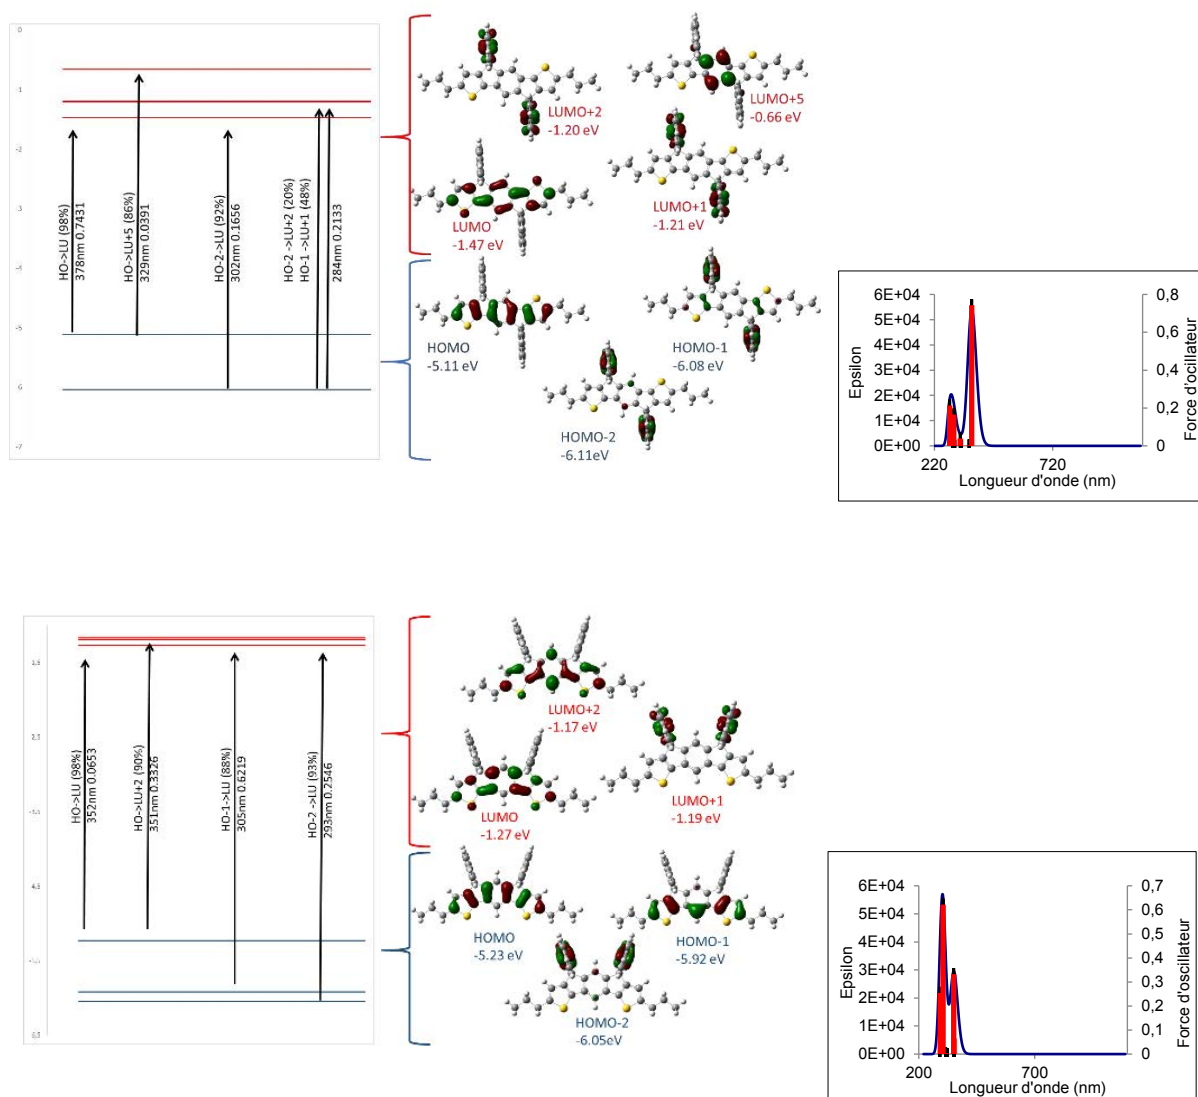 0
-1
-2
-3
-4
-5
-6
-7
HO->LU (98%)
378nm 0.7431
HO->LU+5 (86%)
329nm 0.0391
HO-2->LU (92%)
302nm 0.1656
HO-2 ->LU+2 (20%)
HO-1 ->LU+1 (48%)
284nm 0.2133
LUMO+2
-1.20 eV
LUMO+5
-0.66 eV
LUMO
-1.47 eV
LUMO+1
-1.21 eV
HOMO
-5.11 eV
HOMO-1
-6.08 eV
HOMO-2
-6.11eV
6E+04
5E+04
4E+04
3E+04
2E+04
1E+04
0E+00
Epsilon
0,8
0,6
0,4
0,2
0
Force d'ocillateur
220
720
Longueur d'onde (nm)
HO->LU (98%)
352nm 0.0653
HO->LU+2 (90%)
351nm 0.3326
HO-1->LU (88%)
305nm 0.6219
HO-2 ->LU (93%)
293nm 0.2546
LUMO+2
-1.17 eV
LUMO
-1.27 eV
LUMO+1
-1.19 eV
HOMO
-5.23 eV
HOMO-1
-5.92 eV
HOMO-2
-6.05eV
6E+04
5E+04
4E+04
3E+04
2E+04
1E+04
0E+00
Epsilon
0,7
0,6
0,5
0,4
0,3
0,2
0,1
0
Force d'oscillateur
200
700
Longueur d'onde (nm)